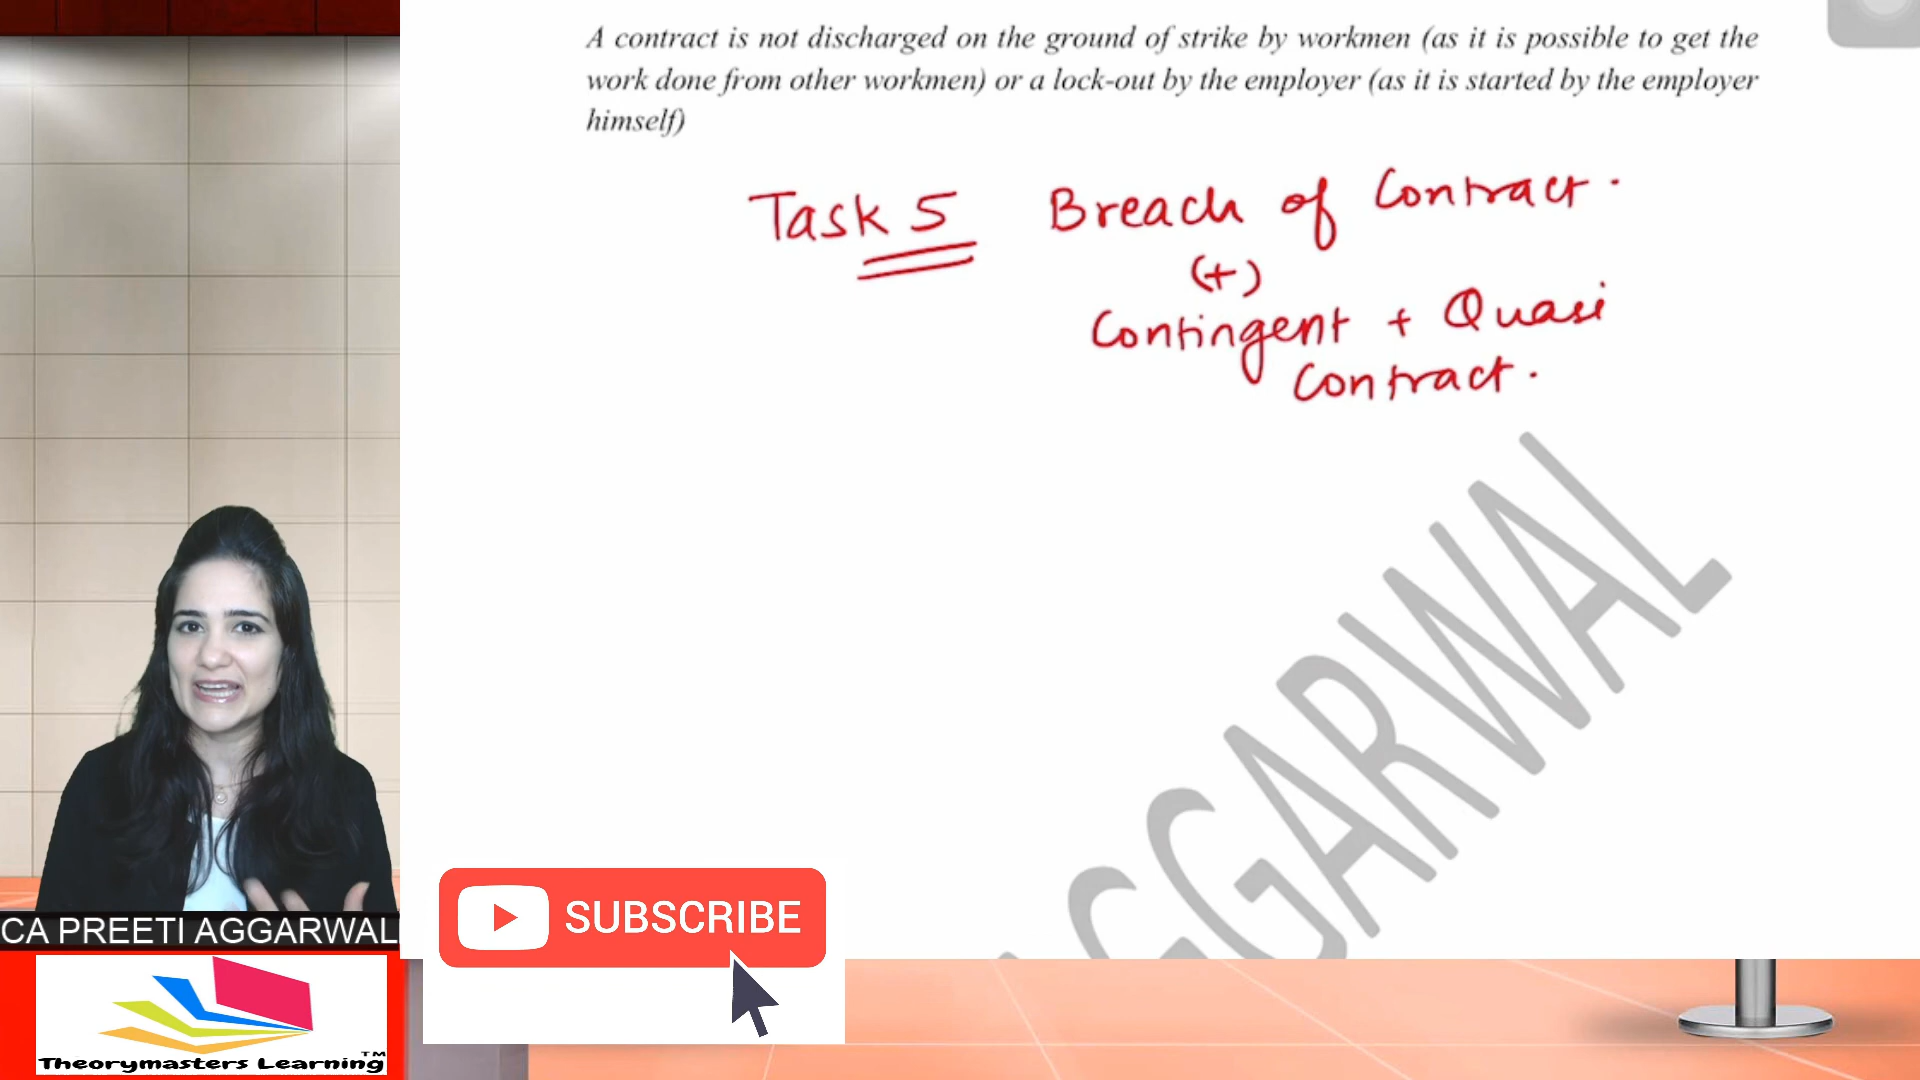 A contract is not discharged on the ground of strike by workmen (as it is possible to get the
work done from other workmen) or a lock-out by the employer (as it is started by the employer
himself)
Task 5 Breach of Contract.
(+)
Contingent + Quasi
Contract.
AGGARWAL
SUBSCRIBE
CA PREETI AGGARWAL
Theorymasters Learning™